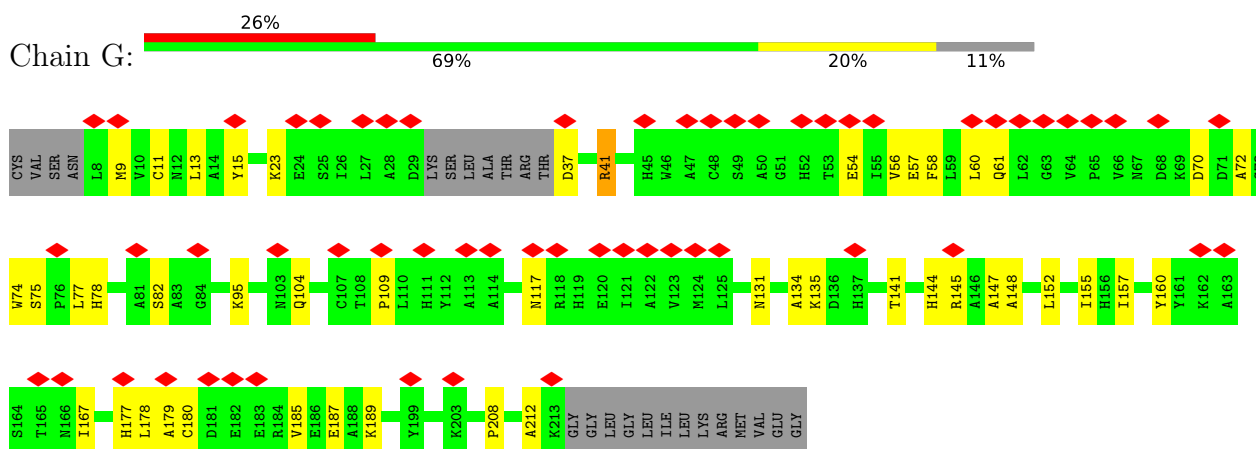 26%
Chain G:
69% 20% 11%
CYS VAL SER ASN L8 M9 V10 C11 N12 L13 A14 Y15 K23 E24 S25 I26 L27 A28 D29 LYS SER LEU ALA THR ARG THR D37 R41 H45 W46 A47 C48 S49 A50 G51 H52 T53 E54 I55 V56 E57 F58 L59 L60 Q61 L62 G63 V64 P65 V66 N67 D68 K69 D70 D71 A72
W74 S75 P76 L77 H78 A81 S82 A83 G84 K95 N103 Q104 C107 T108 P109 L110 H111 Y112 A113 A114 N117 R118 H119 E120 I121 A122 V123 M124 L125 N131 A134 K135 D136 H137 T141 H144 R145 A146 A147 A148 L152 I155 H156 I157 Y160 Y161 K162 A163
S164 T165 N166 I167 H177 L178 A179 C180 D181 E182 E183 R184 V185 E186 E187 A188 K189 Y199 K203 P208 A212 K213 GLY GLY LEU GLY LEU ILE LEU LYS ARG MET VAL GLU GLY